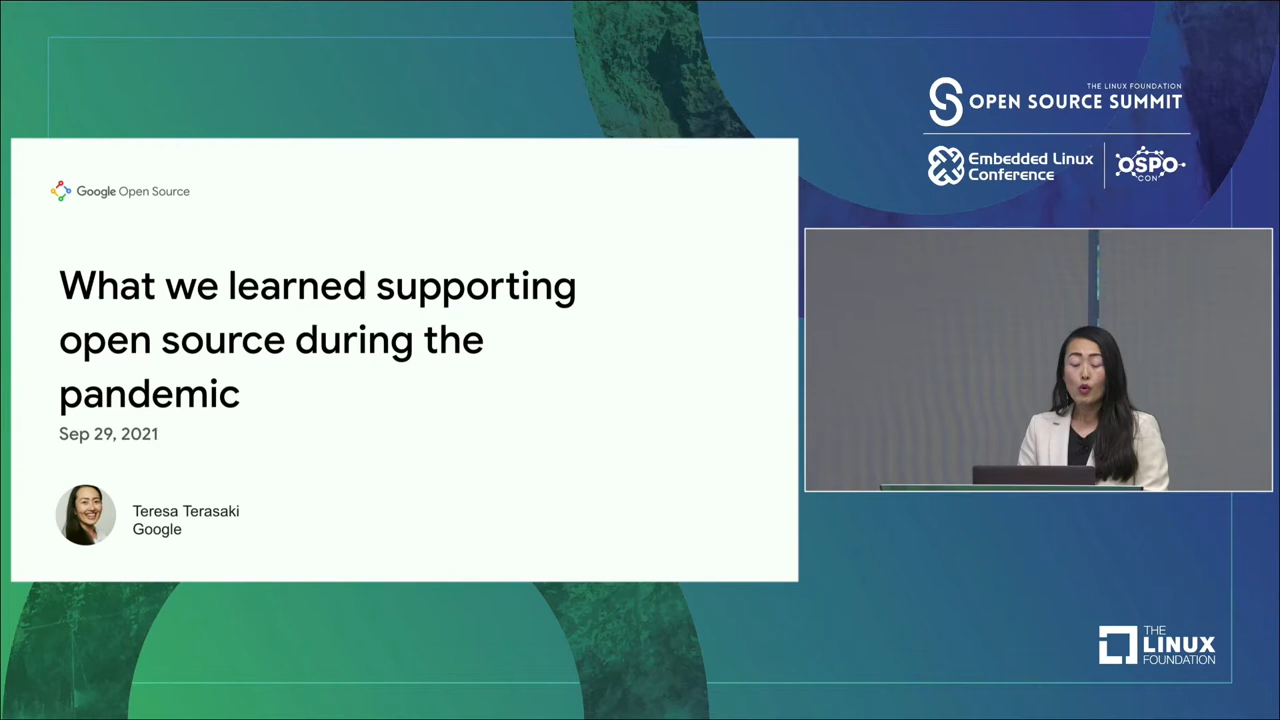 THE LINUX FOUNDATION
OPEN SOURCE SUMMIT
Embedded Linux
Conference
OSPO
CON
Google Open Source
What we learned supporting
open source during the
pandemic
Sep 29, 2021
Teresa Terasaki
Google
THE
LINUX
FOUNDATION